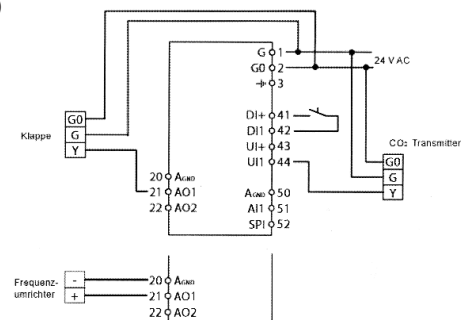 G 1
G0 2
24 V AC
3
DI+ 41
DI1 42
UI+ 43
UI1 44
Klappe
G0
G
Y
CO2 Transmitter
G0
G
Y
20 AGND
21 AO1
22 AO2
AGND 50
AI1 51
SPI 52
Frequenz-
umrichter
-
+
20 AGND
21 AO1
22 AO2